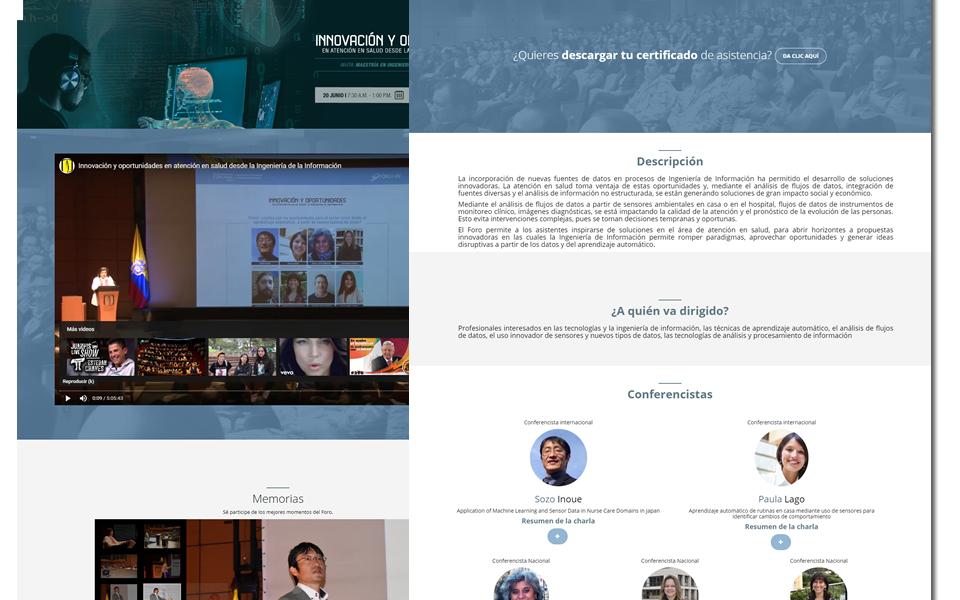 h-->0
INNOVACIÓN Y O
EN ATENCIÓN EN SALUD DESDE LA
INVITA: MAESTRÍA EN INGENIER
20 JUNIO I 7:30 A.M. - 1:00 P.M.
Innovación y oportunidades en atención en salud desde la Ingeniería de la Información
INNOVACIÓN Y OPORTUNIDADES
Más videos
JUANPIS
LIVE SHOW
ESTEBAN
CHAVES
vevo
Reproducir (k)
0:09 / 5:05:43
Memorias
Sé participe de los mejores momentos del Foro.
¿Quieres descargar tu certificado de asistencia? DA CLIC AQUÍ
Descripción
La incorporación de nuevas fuentes de datos en procesos de Ingeniería de Información ha permitido el desarrollo de soluciones
innovadoras. La atención en salud toma ventaja de estas oportunidades y, mediante el análisis de flujos de datos, integración de
fuentes diversas y el análisis de información no estructurada, se están generando soluciones de gran impacto social y económico.
Mediante el análisis de flujos de datos a partir de sensores ambientales en casa o en el hospital, flujos de datos de instrumentos de
monitoreo clínico, imágenes diagnósticas, se está impactando la calidad de la atención y el pronóstico de la evolución de las personas.
Esto evita intervenciones complejas, pues se toman decisiones tempranas y oportunas.
El Foro permite a los asistentes inspirarse de soluciones en el área de atención en salud, para abrir horizontes a propuestas
innovadoras en las cuales la Ingeniería de Información permite romper paradigmas, aprovechar oportunidades y generar ideas
disruptivas a partir de los datos y del aprendizaje automático.
¿A quién va dirigido?
Profesionales interesados en las tecnologías y la ingeniería de información, las técnicas de aprendizaje automático, el análisis de flujos
de datos, el uso innovador de sensores y nuevos tipos de datos, las tecnologías de análisis y procesamiento de información
Conferencistas
Conferencista internacional
Sozo Inoue
Application of Machine Learning and Sensor Data in Nurse Care Domains in Japan
Resumen de la charla
+
Conferencista internacional
Paula Lago
Aprendizaje automático de rutinas en casa mediante uso de sensores para
identificar cambios de comportamiento
Resumen de la charla
+
Conferencista Nacional
Conferencista Nacional
Conferencista Nacional